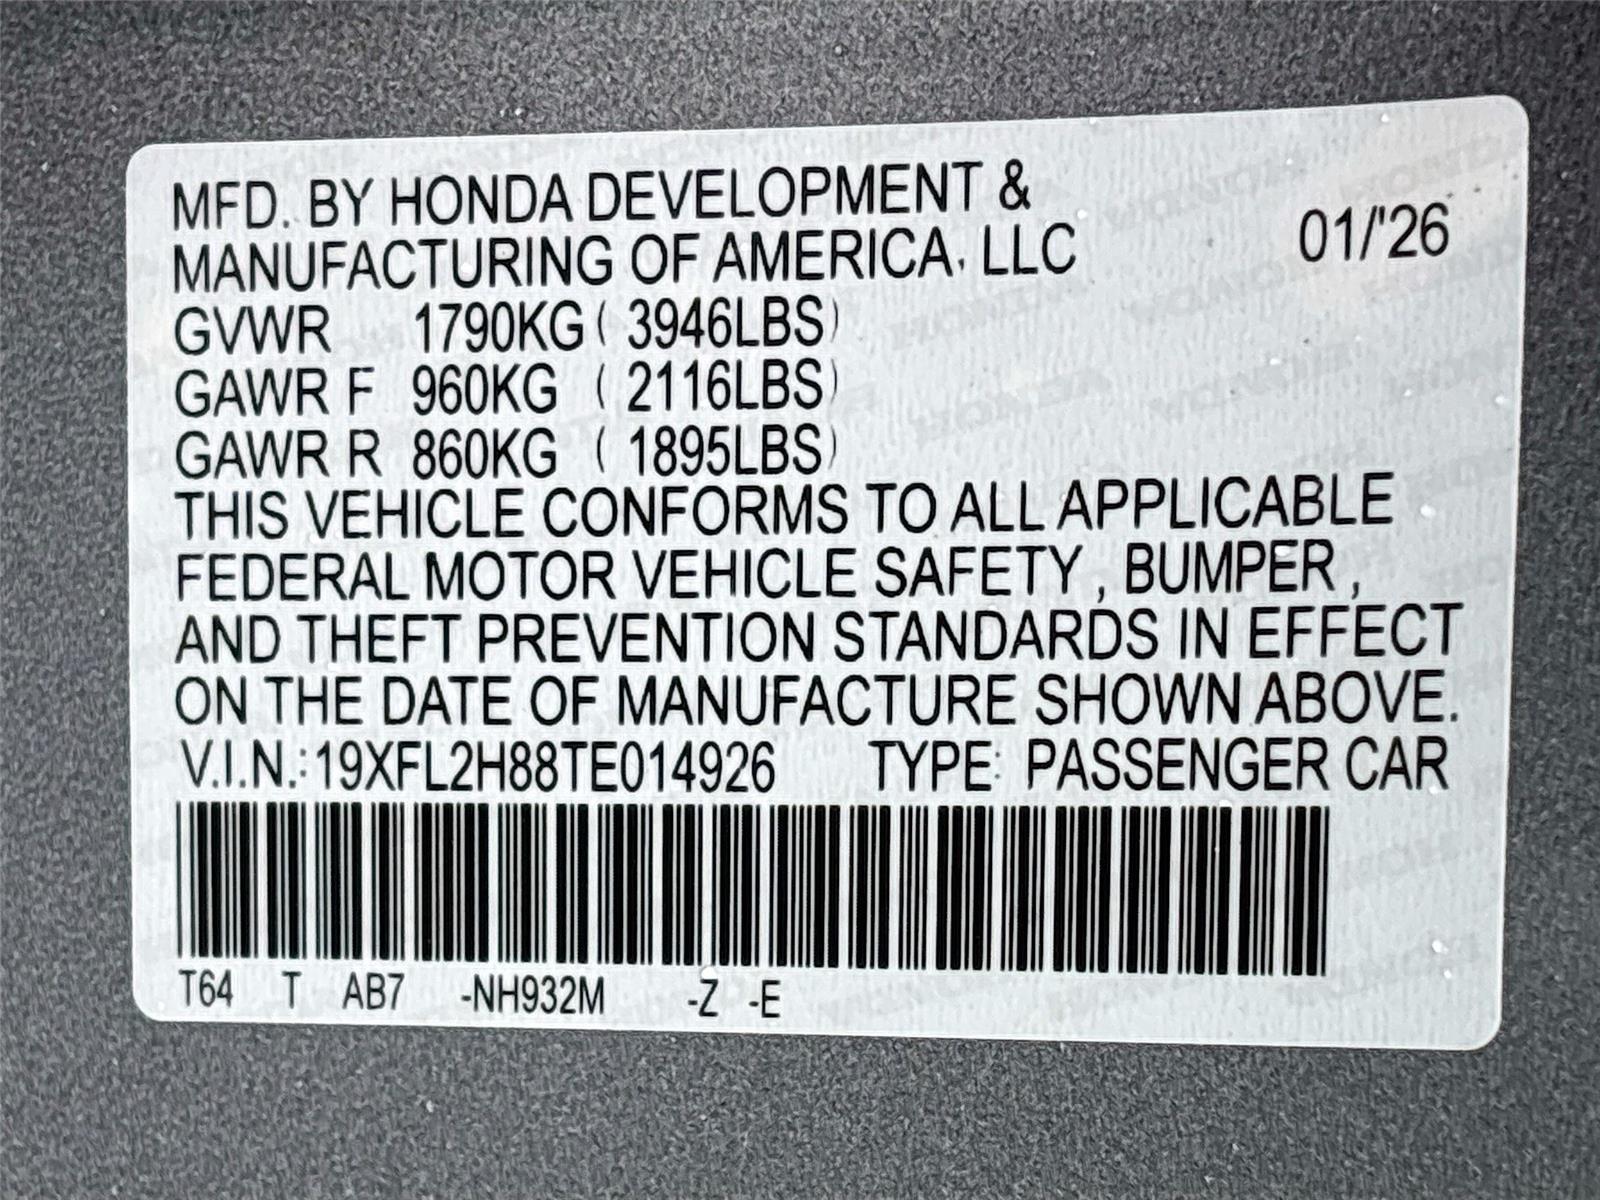 MFD. BY HONDA DEVELOPMENT &
MANUFACTURING OF AMERICA, LLC 01/'26
GVWR 1790KG ( 3946LBS)
GAWR F 960KG ( 2116LBS)
GAWR R 860KG ( 1895LBS)
THIS VEHICLE CONFORMS TO ALL APPLICABLE
FEDERAL MOTOR VEHICLE SAFETY , BUMPER ,
AND THEFT PREVENTION STANDARDS IN EFFECT
ON THE DATE OF MANUFACTURE SHOWN ABOVE.
V.I.N.: 19XFL2H88TE014926 TYPE: PASSENGER CAR
T64 T AB7 -NH932M -Z -E